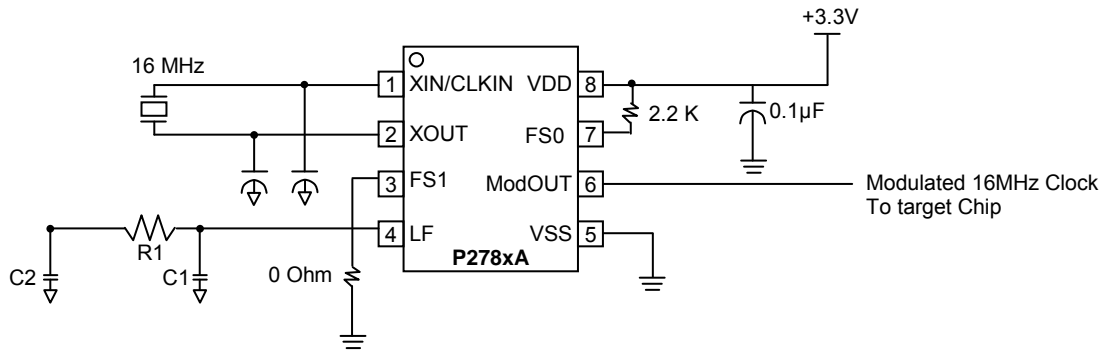 +3.3V
16 MHz
1 XIN/CLKIN VDD 8
2.2 K
0.1µF
2 XOUT FS0 7
3 FS1 ModOUT 6
Modulated 16MHz Clock
To target Chip
4 LF VSS 5
P278xA
R1
C2
C1
0 Ohm